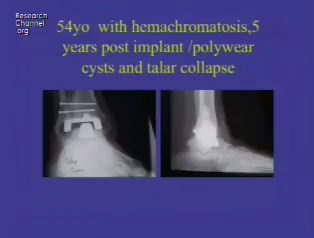 Research
Channel
.org
54yo with hemachromatosis,5
years post implant /polywear
cysts and talar collapse